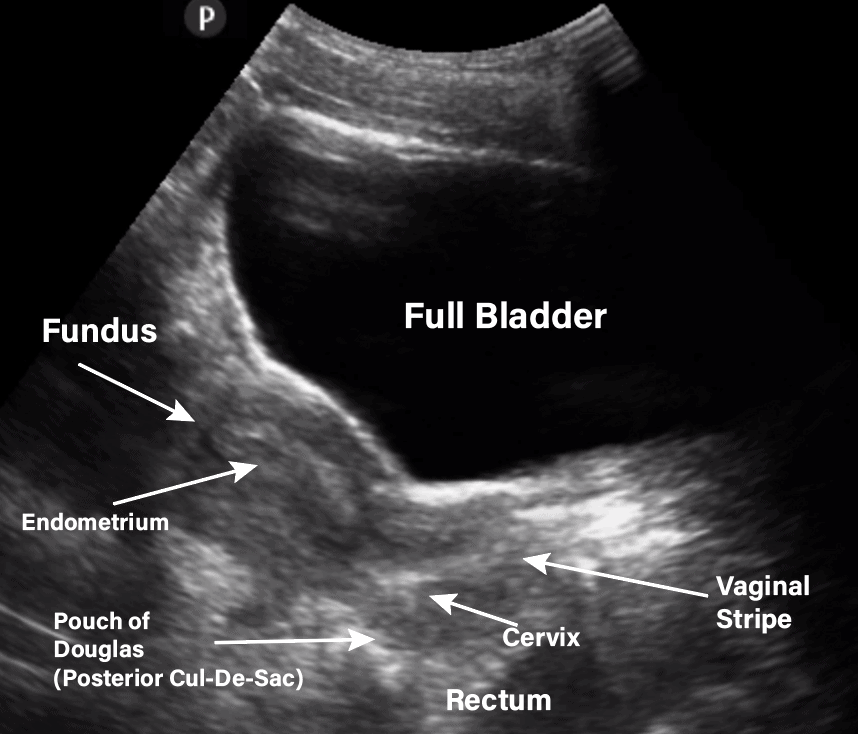 P
Full Bladder
Fundus
Endometrium
Vaginal
Stripe
Pouch of
Douglas
(Posterior Cul-De-Sac)
Cervix
Rectum